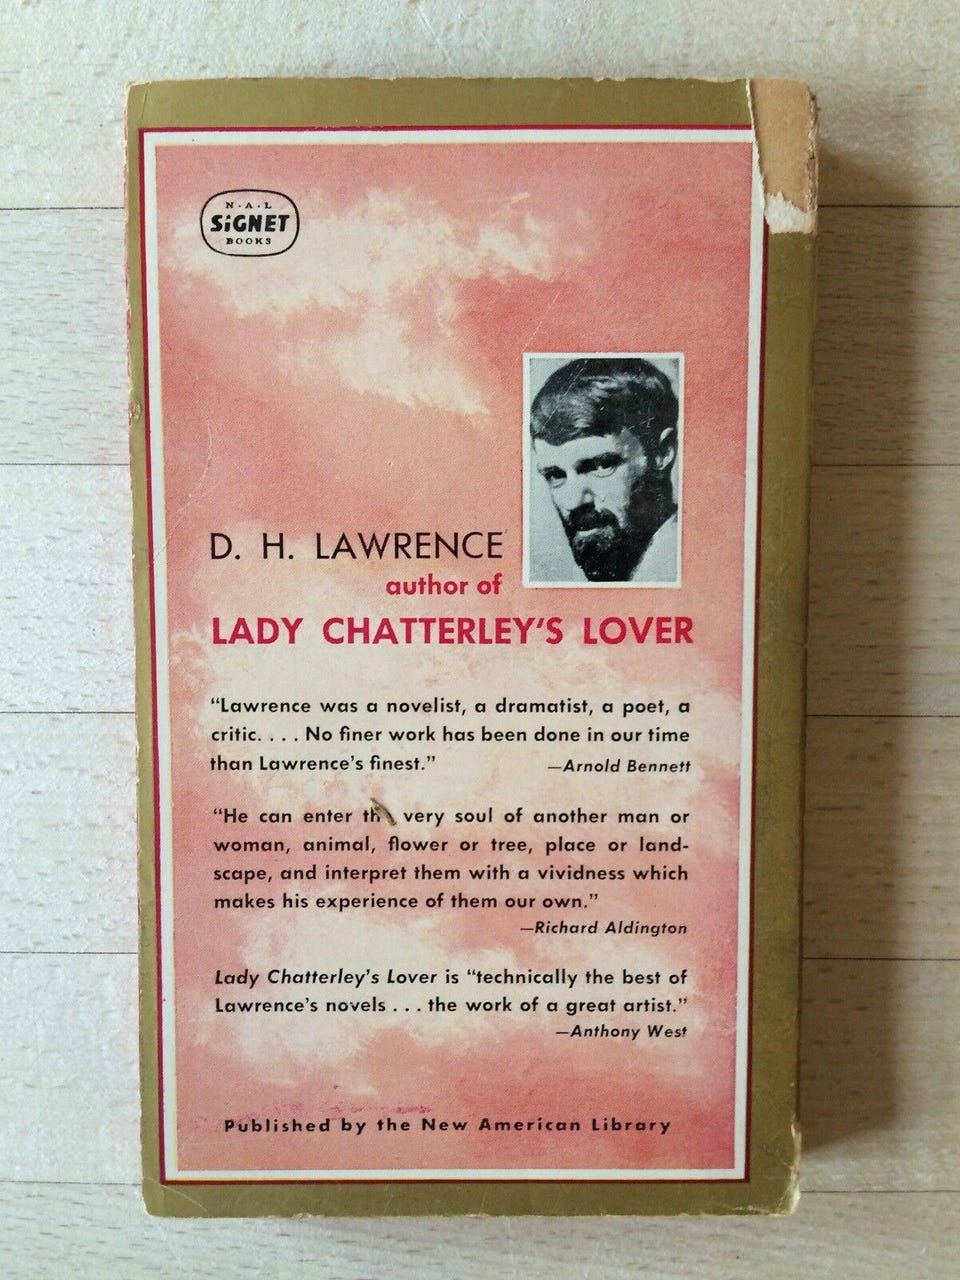 N·A·L
SiGNET
BOOKS
D. H. LAWRENCE
author of
LADY CHATTERLEY'S LOVER
“Lawrence was a novelist, a dramatist, a poet, a
critic. . . . No finer work has been done in our time
than Lawrence's finest.” —Arnold Bennett
“He can enter th very soul of another man or
woman, animal, flower or tree, place or land-
scape, and interpret them with a vividness which
makes his experience of them our own.”
—Richard Aldington
Lady Chatterley's Lover is “technically the best of
Lawrence's novels . . . the work of a great artist.”
—Anthony West
Published by the New American Library